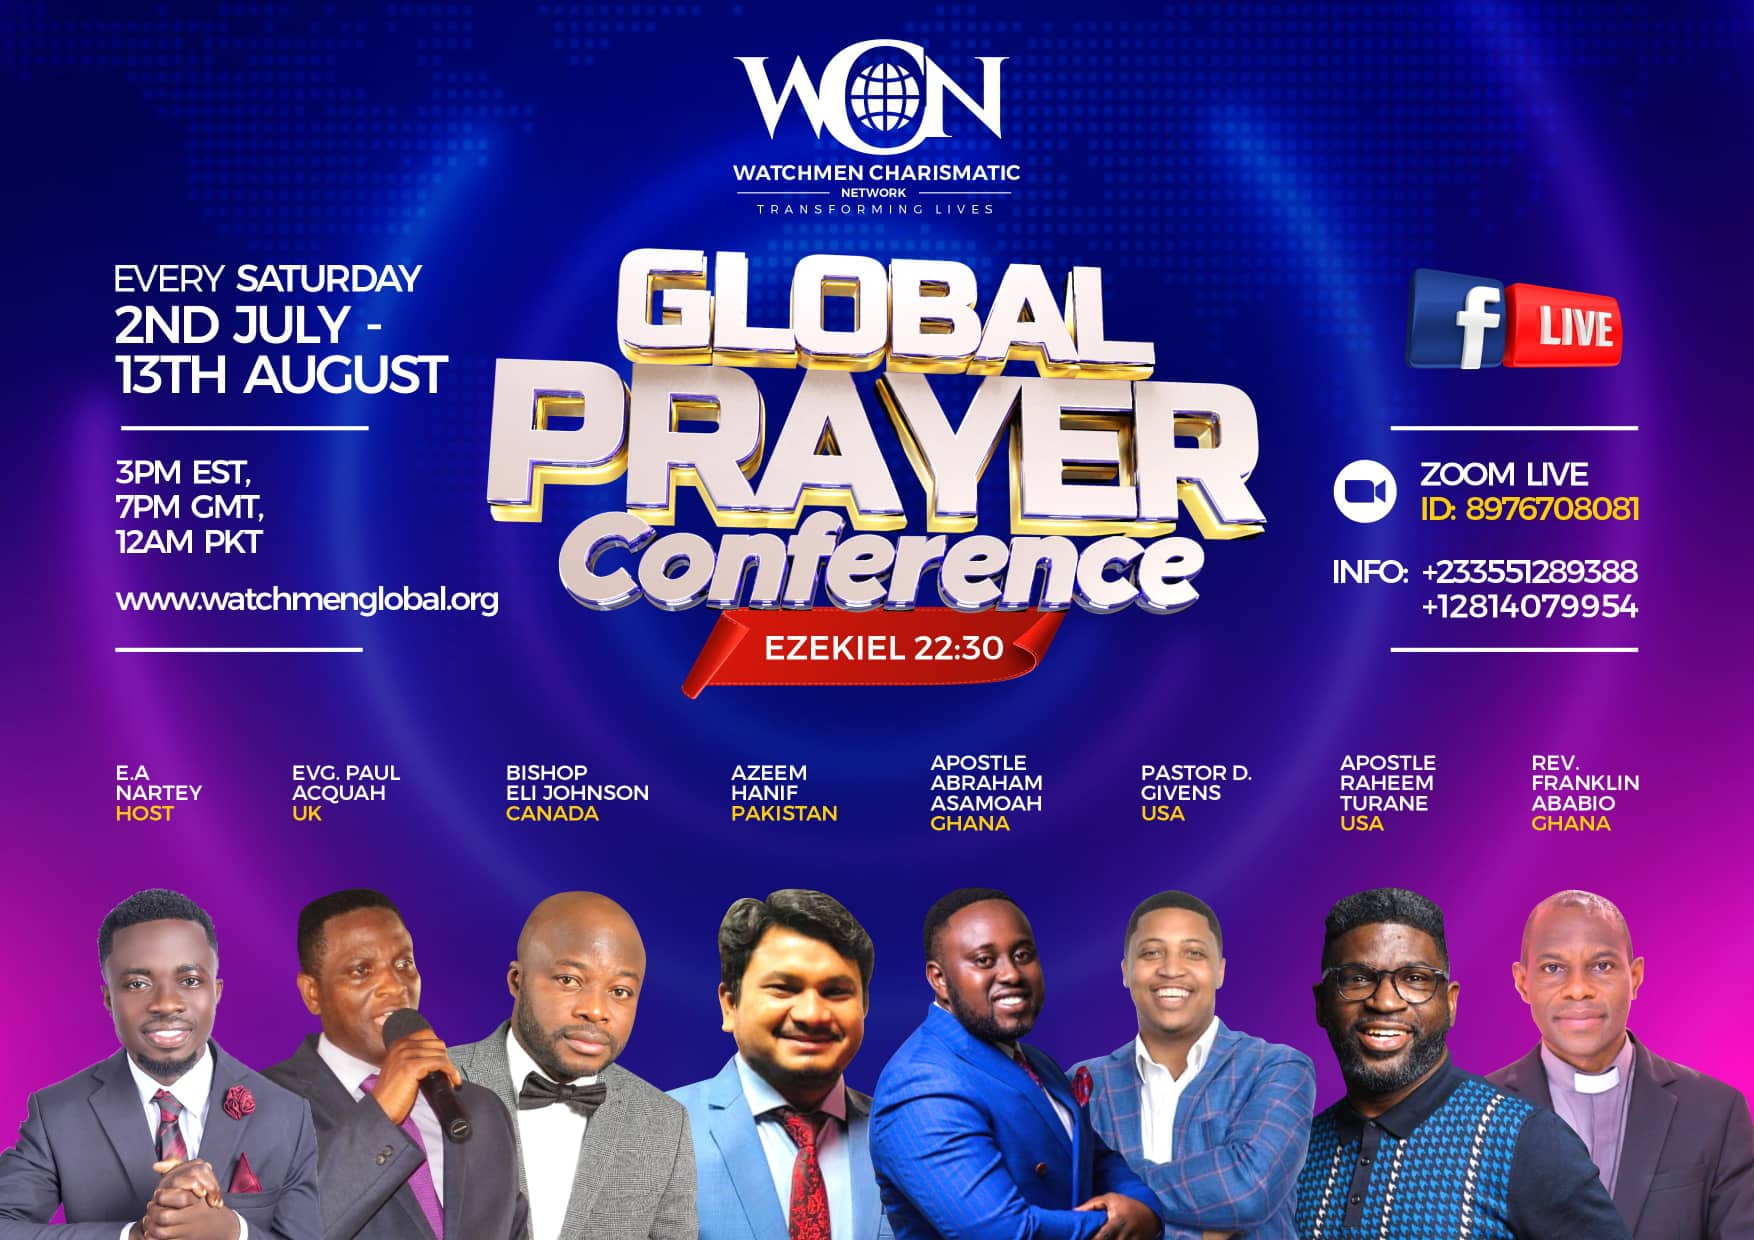 WCN
WATCHMEN CHARISMATIC
NETWORK
TRANSFORMING LIVES
EVERY SATURDAY
2ND JULY -
13TH AUGUST
3PM EST,
7PM GMT,
12AM PKT
www.watchmenglobal.org
GLOBAL
PRAYER
Conference
EZEKIEL 22:30
f LIVE
ZOOM LIVE
ID: 8976708081
INFO: +233551289388
+12814079954
E.A
NARTEY
HOST
EVG. PAUL
ACQUAH
UK
BISHOP
ELI JOHNSON
CANADA
AZEEM
HANIF
PAKISTAN
APOSTLE
ABRAHAM
ASAMOAH
GHANA
PASTOR D.
GIVENS
USA
APOSTLE
RAHEEM
TURANE
USA
REV.
FRANKLIN
ABABIO
GHANA